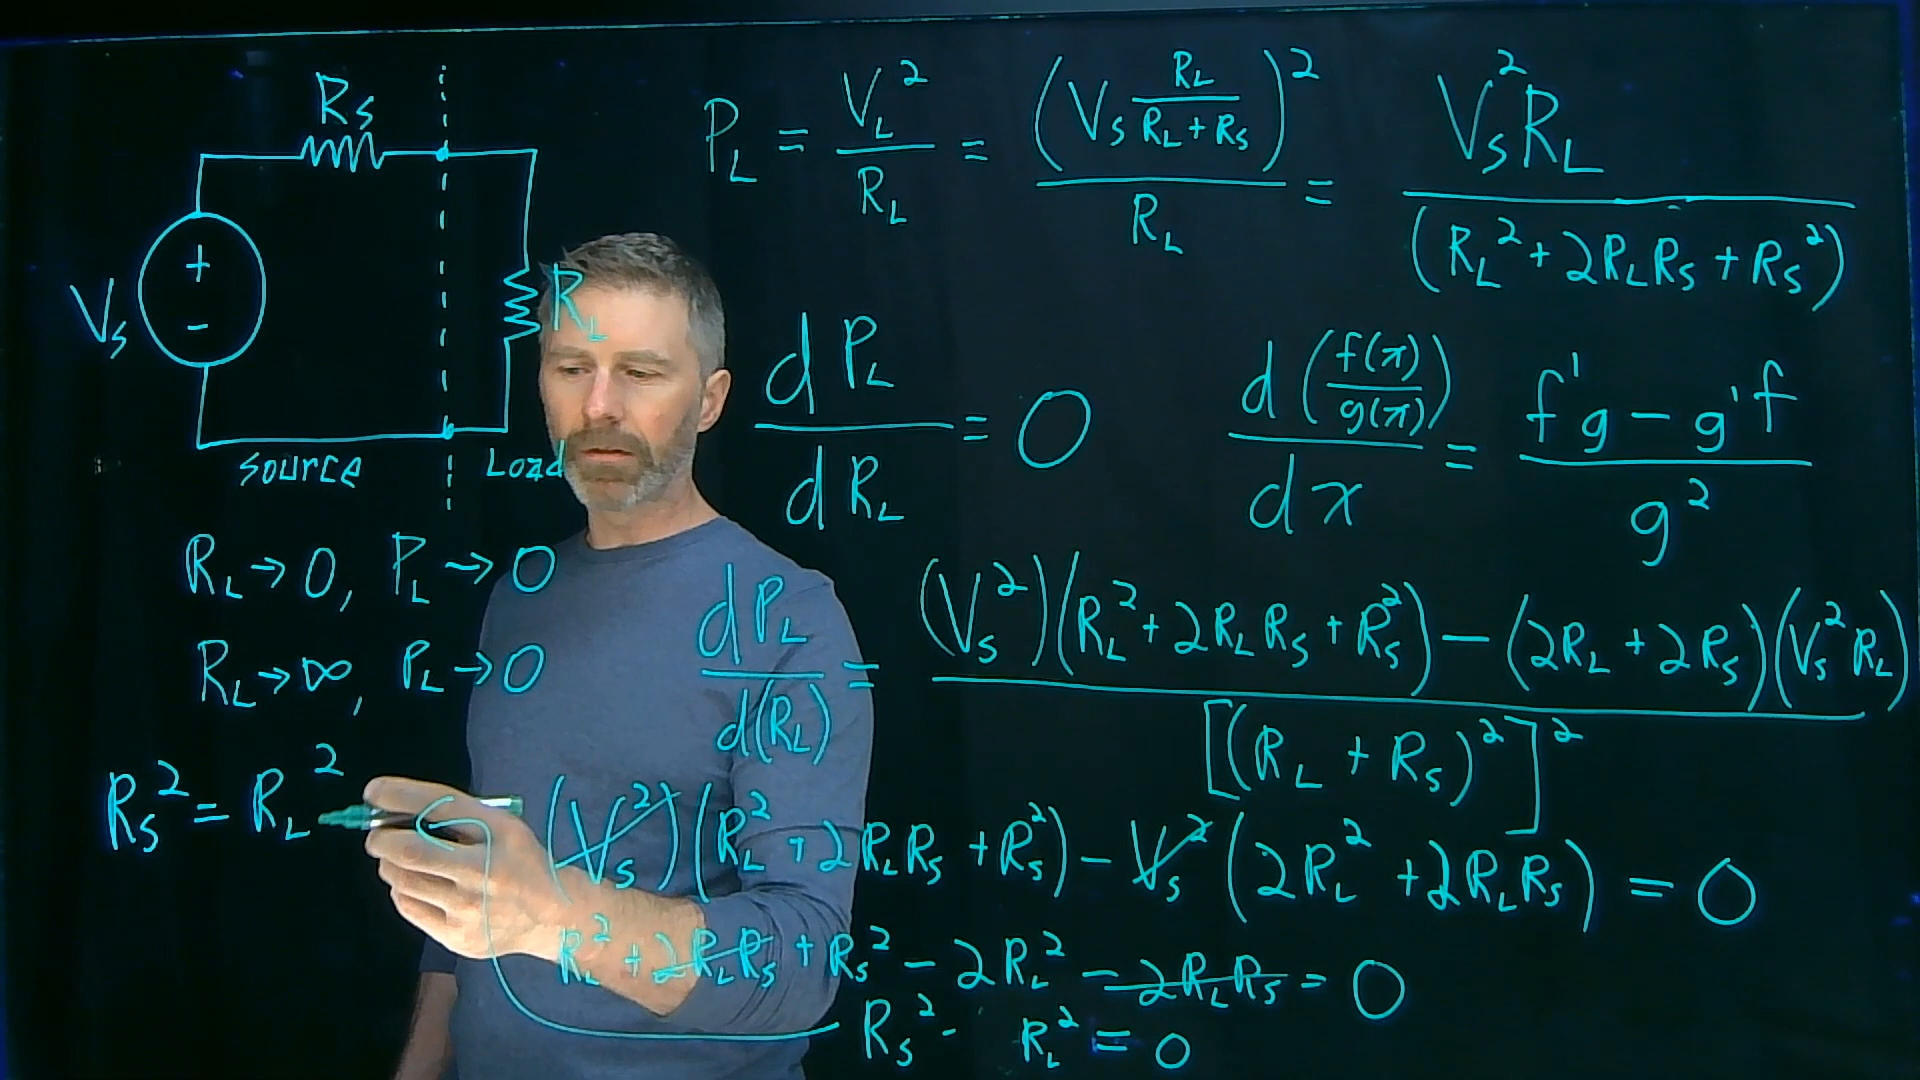 Rs
Vs
+
-
RL
source
Load
PL = VL² / RL = (Vs RL / (RL + Rs))² / RL = Vs² RL / (RL² + 2RLRs + Rs²)
dPL / dRL = 0
d(f(x) / g(x)) / dx = (f'g - g'f) / g²
RL → 0, PL → 0
RL → ∞, PL → 0
dPL / d(RL) = (Vs²)(RL² + 2RLRs + Rs²) - (2RL + 2Rs)(Vs² RL) / [(RL + Rs)²]²
Rs² = RL²
(Vs²)(RL² + 2RLRs + Rs²) - Vs² (2RL² + 2RLRs) = 0
RL² + 2RLRs + Rs² - 2RL² - 2RLRs = 0
Rs² - RL² = 0